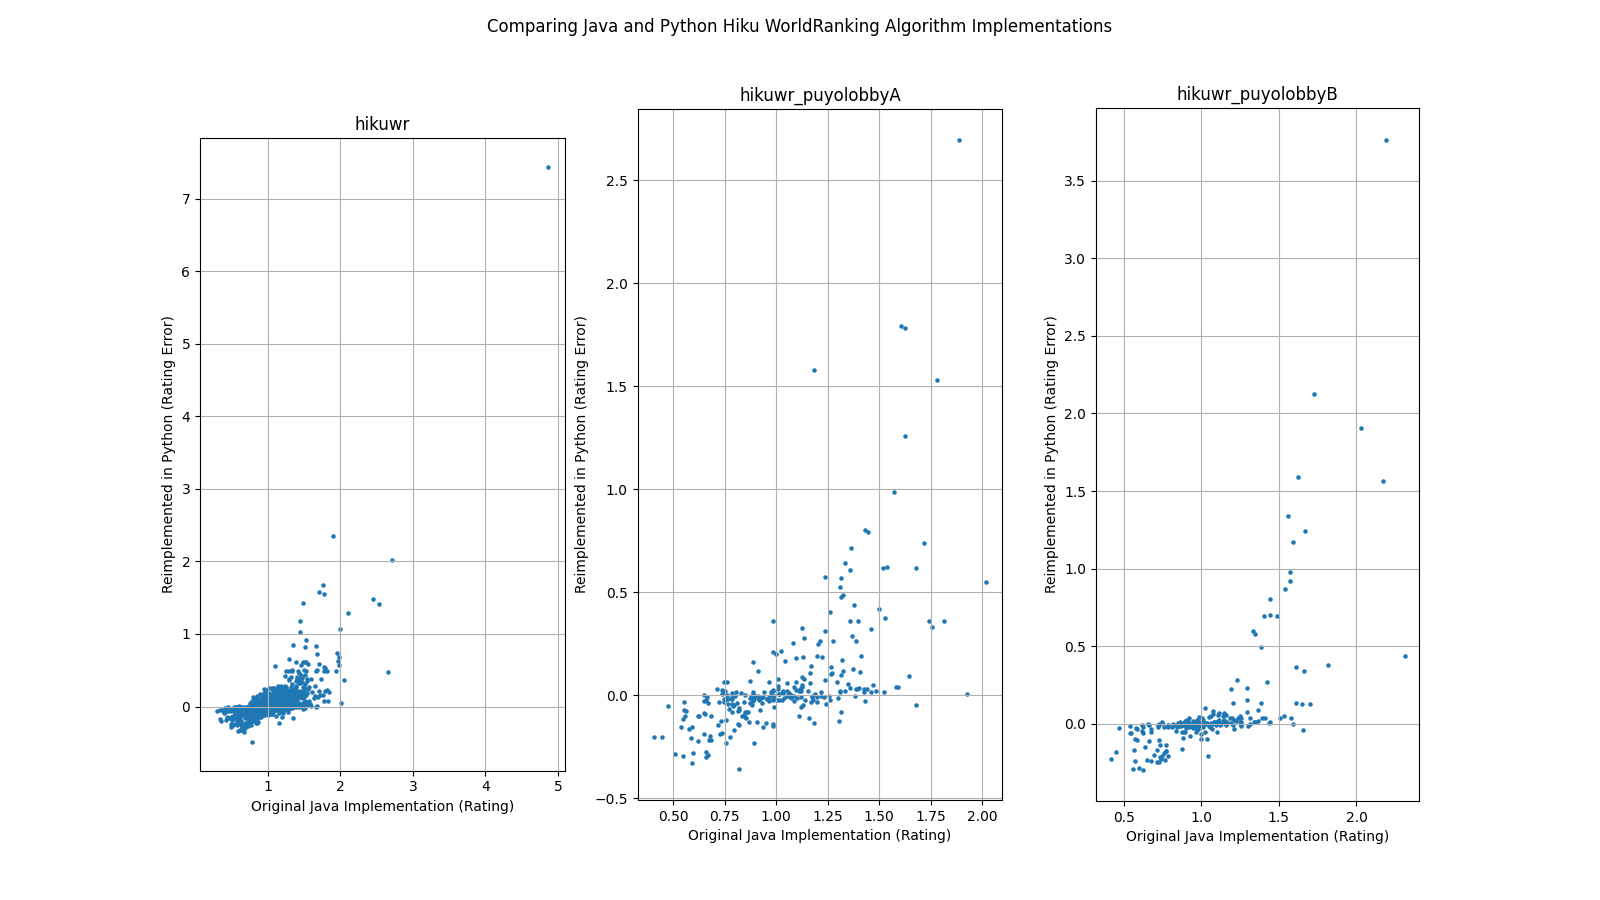 Comparing Java and Python Hiku WorldRanking Algorithm Implementations
hikuwr
Reimplemented in Python (Rating Error)
7
6
5
4
3
2
1
0
1 2 3 4 5
Original Java Implementation (Rating)
hikuwr_puyolobbyA
Reimplemented in Python (Rating Error)
2.5
2.0
1.5
1.0
0.5
0.0
−0.5
0.50 0.75 1.00 1.25 1.50 1.75 2.00
Original Java Implementation (Rating)
hikuwr_puyolobbyB
Reimplemented in Python (Rating Error)
3.5
3.0
2.5
2.0
1.5
1.0
0.5
0.0
0.5 1.0 1.5 2.0
Original Java Implementation (Rating)